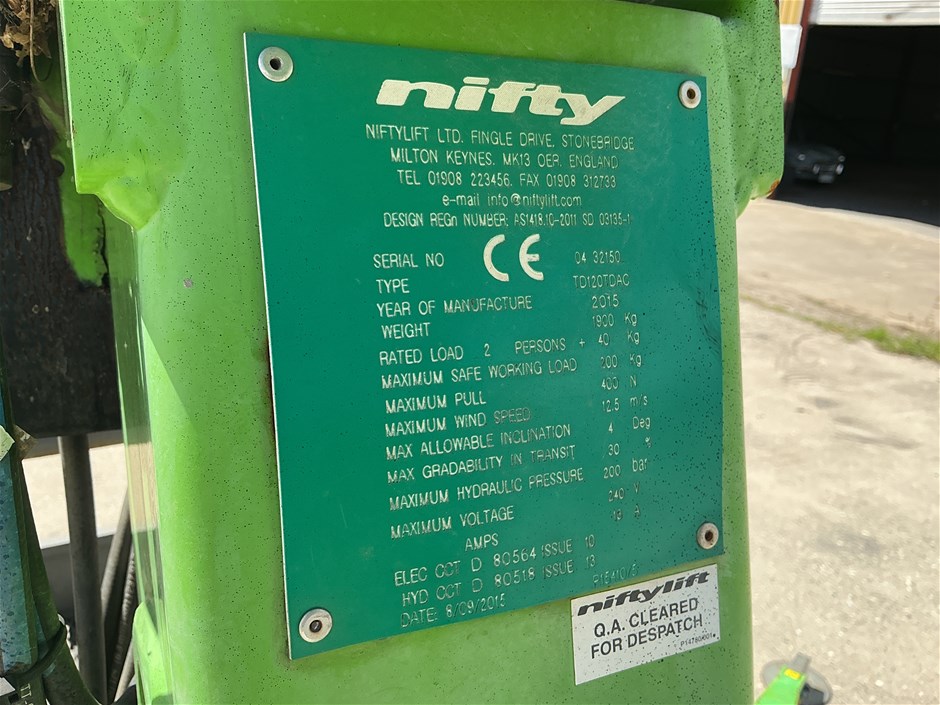 nifty
NIFTYLIFT LTD. FINGLE DRIVE, STONEBRIDGE
MILTON KEYNES. MK13 OER. ENGLAND
TEL 01908 223456. FAX 01908 312733
e-mail info@niftylift.com
DESIGN REGn NUMBER; AS1418.10-2011 SD 03135-1
CE
SERIAL NO 04 32150
TYPE TD120TDAC
YEAR OF MANUFACTURE 2015
WEIGHT 1900 Kg
RATED LOAD 2 PERSONS + 40 Kg
MAXIMUM SAFE WORKING LOAD 200 Kg
MAXIMUM PULL 400 N
MAXIMUM WIND SPEED 12.5 m/s
MAX ALLOWABLE INCLINATION 4 Deg
MAX GRADABILITY IN TRANSIT 30 %
MAXIMUM HYDRAULIC PRESSURE 200 bar
MAXIMUM VOLTAGE 240 V
AMPS 13 A
ELEC CCT D 80564 ISSUE 10
HYD CCT D 80518 ISSUE 13
DATE: 8/09/2015
niftylift
Q.A. CLEARED
FOR DESPATCH